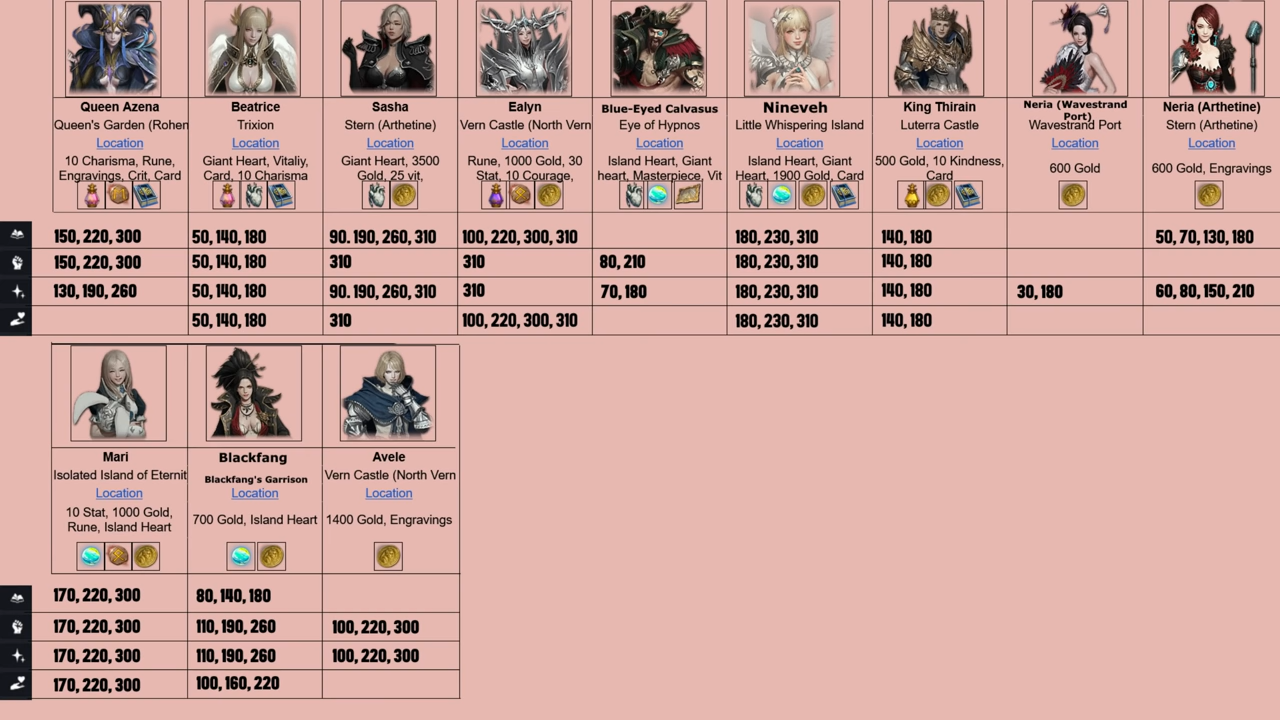 Queen Azena
Queen's Garden (Rohen
Location
10 Charisma, Rune,
Engravings, Crit, Card
Beatrice
Trixion
Location
Giant Heart, Vitaliy,
Card, 10 Charisma
Sasha
Stern (Arthetine)
Location
Giant Heart, 3500
Gold, 25 vit,
Ealyn
Vern Castle (North Vern
Location
Rune, 1000 Gold, 30
Stat, 10 Courage,
Blue-Eyed Calvasus
Eye of Hypnos
Location
Island Heart, Giant
heart, Masterpiece, Vit
Nineveh
Little Whispering Island
Location
Island Heart, Giant
Heart, 1900 Gold, Card
King Thirain
Luterra Castle
Location
500 Gold, 10 Kindness,
Card
Neria (Wavestrand
Port)
Wavestrand Port
Location
600 Gold
Neria (Arthetine)
Stern (Arthetine)
Location
600 Gold, Engravings
150, 220, 300 50, 140, 180 90. 190, 260, 310 100, 220, 300, 310 180, 230, 310 140, 180 50, 70, 130, 180
150, 220, 300 50, 140, 180 310 310 80, 210 180, 230, 310 140, 180
130, 190, 260 50, 140, 180 90. 190, 260, 310 310 70, 180 180, 230, 310 140, 180 30, 180 60, 80, 150, 210
50, 140, 180 310 100, 220, 300, 310 180, 230, 310 140, 180
Mari
Isolated Island of Eternit
Location
10 Stat, 1000 Gold,
Rune, Island Heart
Blackfang
Blackfang's Garrison
Location
700 Gold, Island Heart
Avele
Vern Castle (North Vern
Location
1400 Gold, Engravings
170, 220, 300 80, 140, 180
170, 220, 300 110, 190, 260 100, 220, 300
170, 220, 300 110, 190, 260 100, 220, 300
170, 220, 300 100, 160, 220